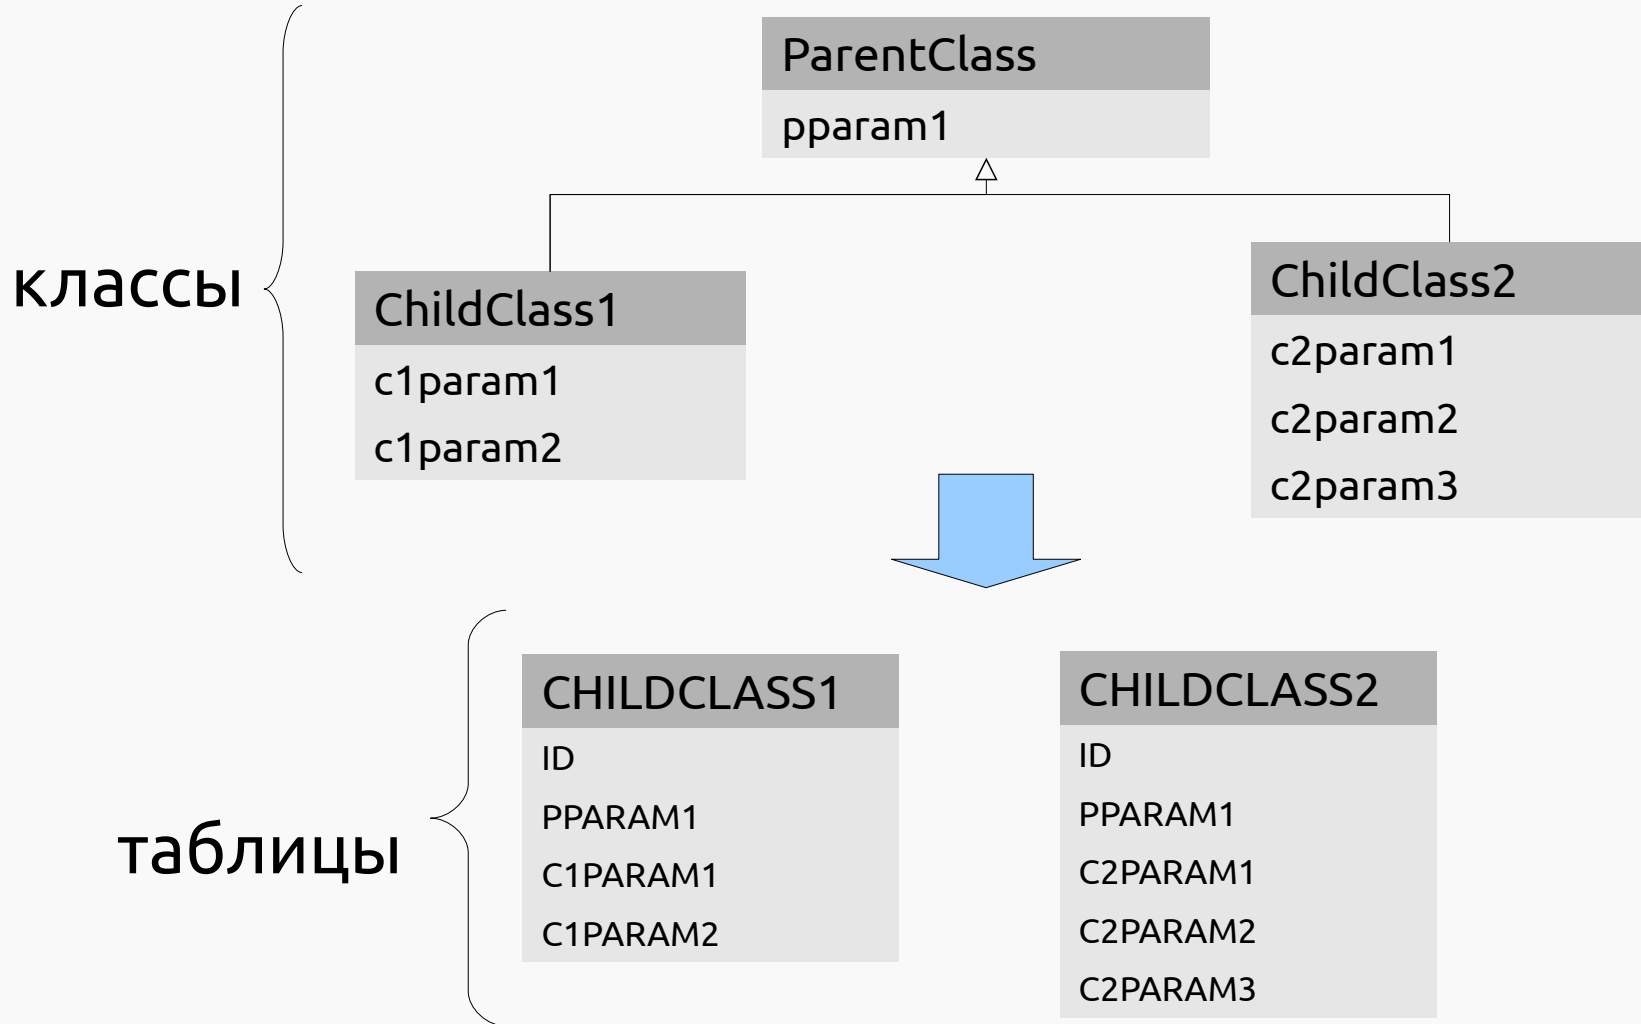 ParentClass
pparam1
классы
ChildClass1
c1param1
c1param2
ChildClass2
c2param1
c2param2
c2param3
таблицы
CHILDCLASS1
ID
PPARAM1
C1PARAM1
C1PARAM2
CHILDCLASS2
ID
PPARAM1
C2PARAM1
C2PARAM2
C2PARAM3